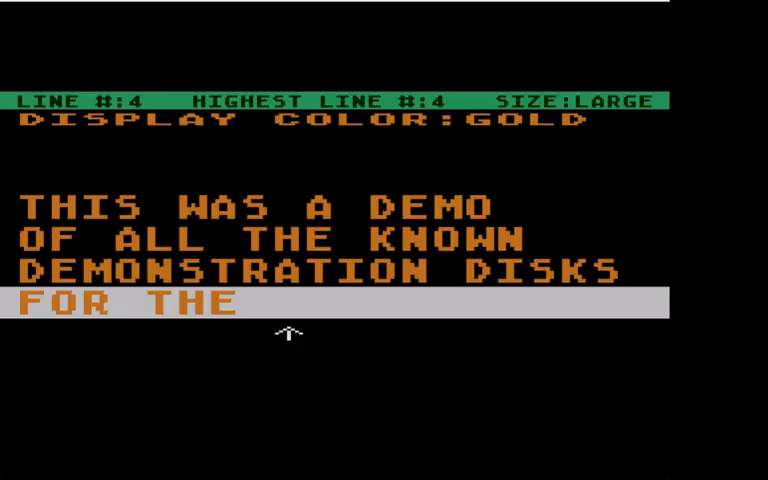 LINE #:4 HIGHEST LINE #:4 SIZE:LARGE
DISPLAY COLOR:GOLD
THIS WAS A DEMO
OF ALL THE KNOWN
DEMONSTRATION DISKS
FOR THE